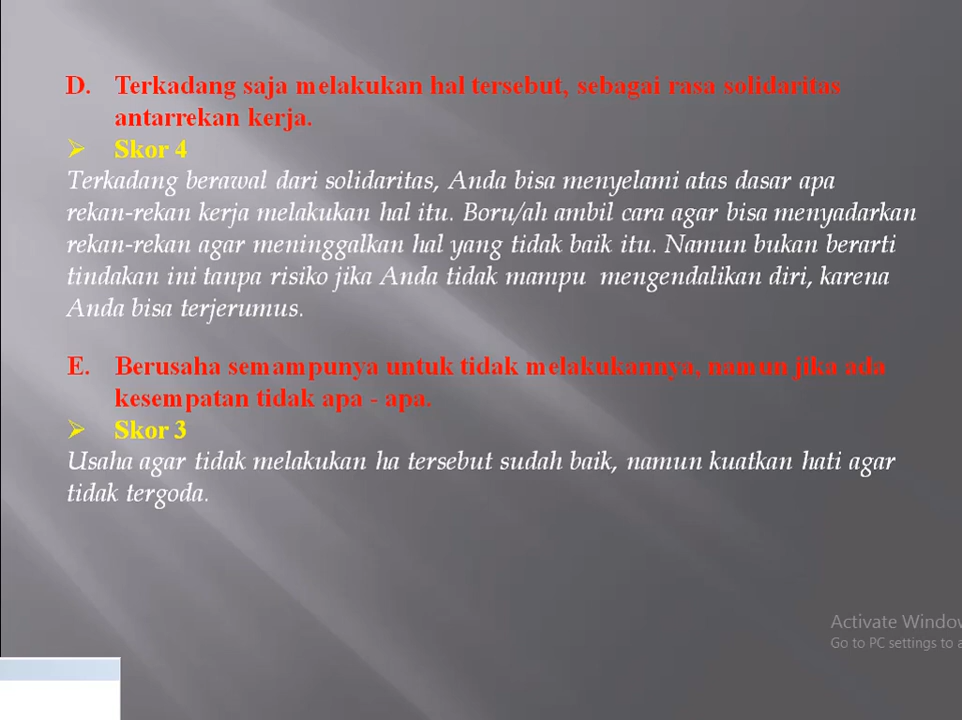 D. Terkadang saja melakukan hal tersebut, sebagai rasa solidaritas
antarrekan kerja.
➢ Skor 4
Terkadang berawal dari solidaritas, Anda bisa menyelami atas dasar apa
rekan-rekan kerja melakukan hal itu. Boru/ah ambil cara agar bisa menyadarkan
rekan-rekan agar meninggalkan hal yang tidak baik itu. Namun bukan berarti
tindakan ini tanpa risiko jika Anda tidak mampu mengendalikan diri, karena
Anda bisa terjerumus.
E. Berusaha semampunya untuk tidak melakukannya, namun jika ada
kesempatan tidak apa - apa.
➢ Skor 3
Usaha agar tidak melakukan ha tersebut sudah baik, namun kuatkan hati agar
tidak tergoda.
Activate Window
Go to PC settings to a